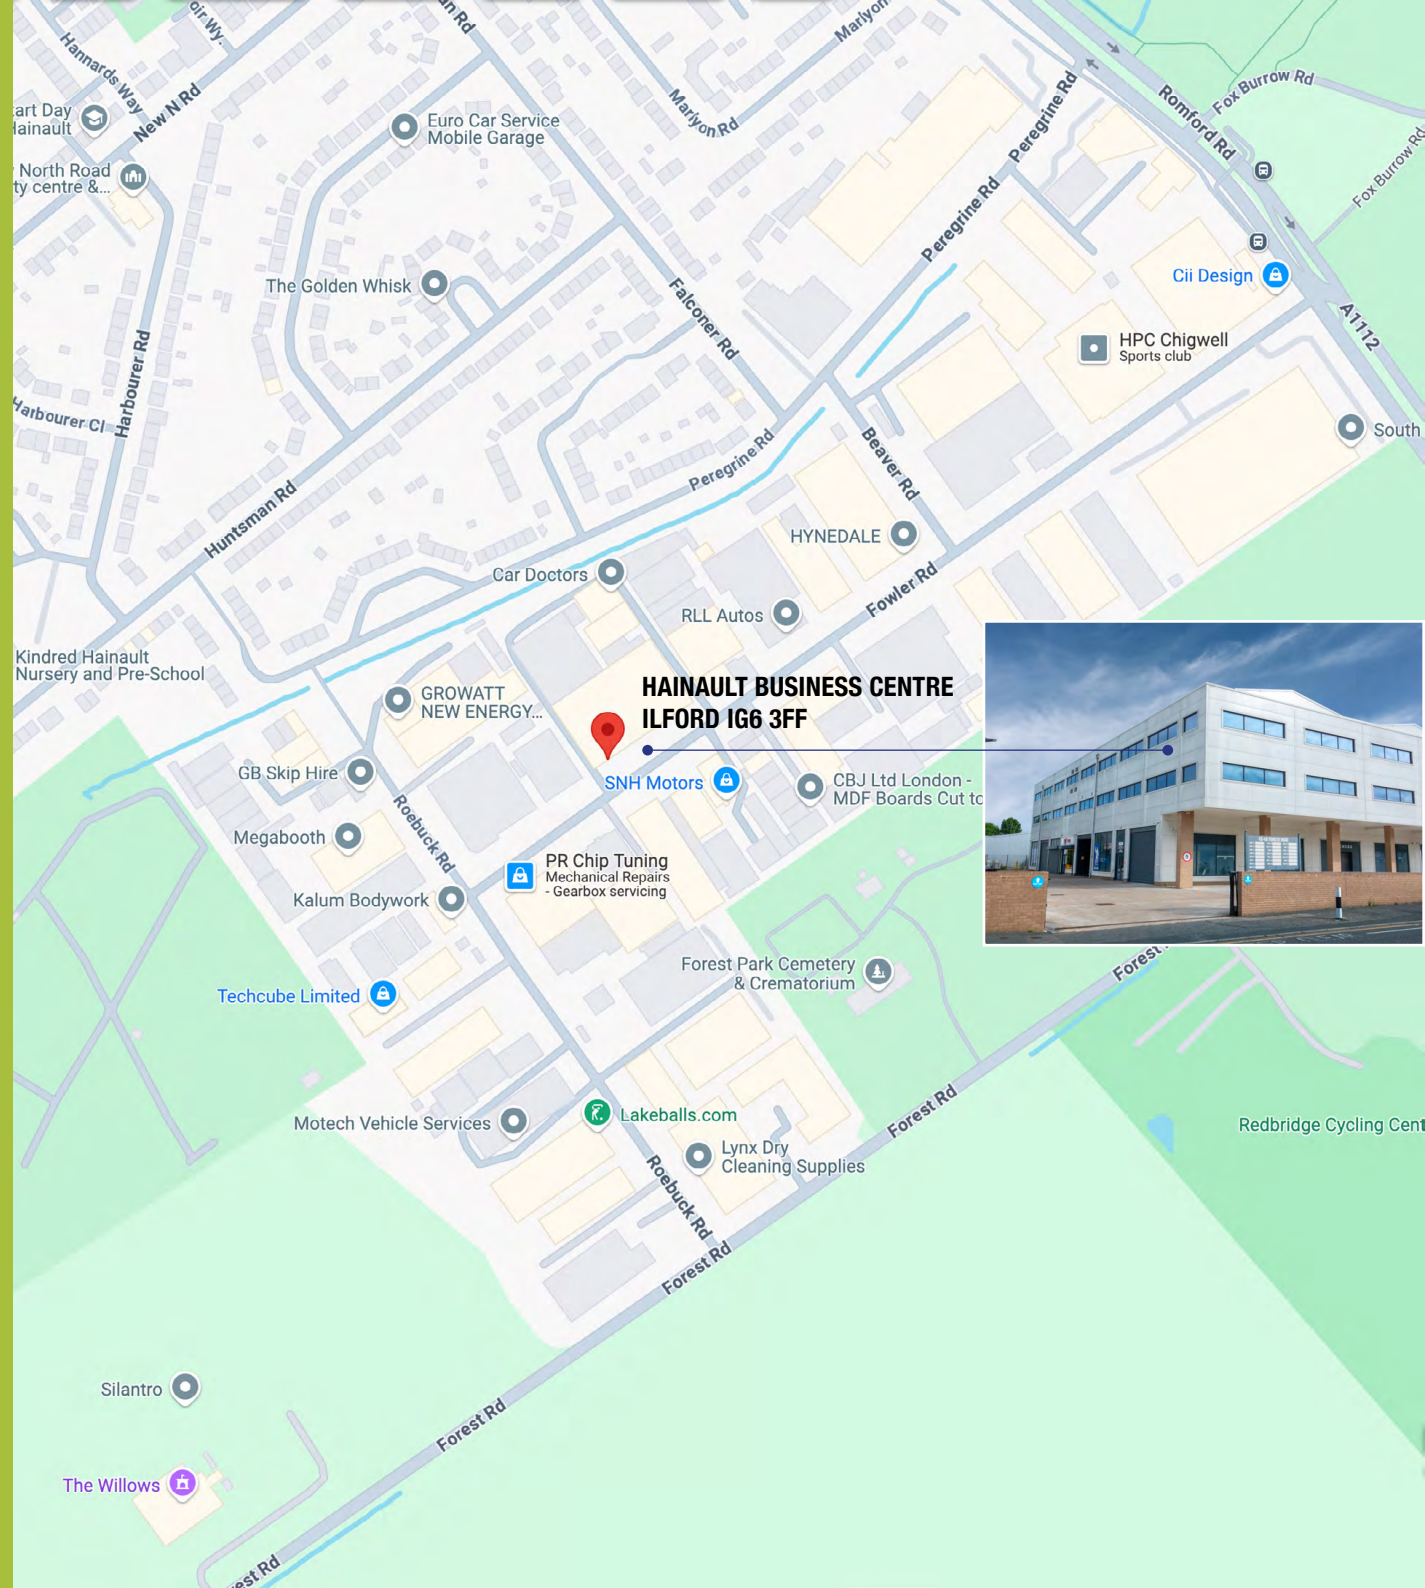 Hannards Way
New N Rd
Marlyon Rd
Peregrine Rd
Romford Rd
Fox Burrow Rd
Fox Burrow Rd
Euro Car Service
Mobile Garage
North Road
Peregrine Rd
The Golden Whisk
Falconer Rd
Cii Design
A1112
HPC Chigwell
Sports club
Harbourer Rd
Harbourer Cl
South
Peregrine Rd
Beaver Rd
Huntsman Rd
HYNEDALE
Car Doctors
Fowler Rd
RLL Autos
Kindred Hainault
Nursery and Pre-School
GROWATT
NEW ENERGY...
HAINAULT BUSINESS CENTRE
ILFORD IG6 3FF
GB Skip Hire
SNH Motors
CBJ Ltd London -
MDF Boards Cut to
Megabooth
Roebuck Rd
PR Chip Tuning
Mechanical Repairs
- Gearbox servicing
Kalum Bodywork
Forest Park Cemetery
& Crematorium
Forest
Techcube Limited
Motech Vehicle Services
Lakeballs.com
Forest Rd
Redbridge Cycling Cent
Lynx Dry
Cleaning Supplies
Roebuck Rd
Forest Rd
Silantro
Forest Rd
The Willows
est Rd